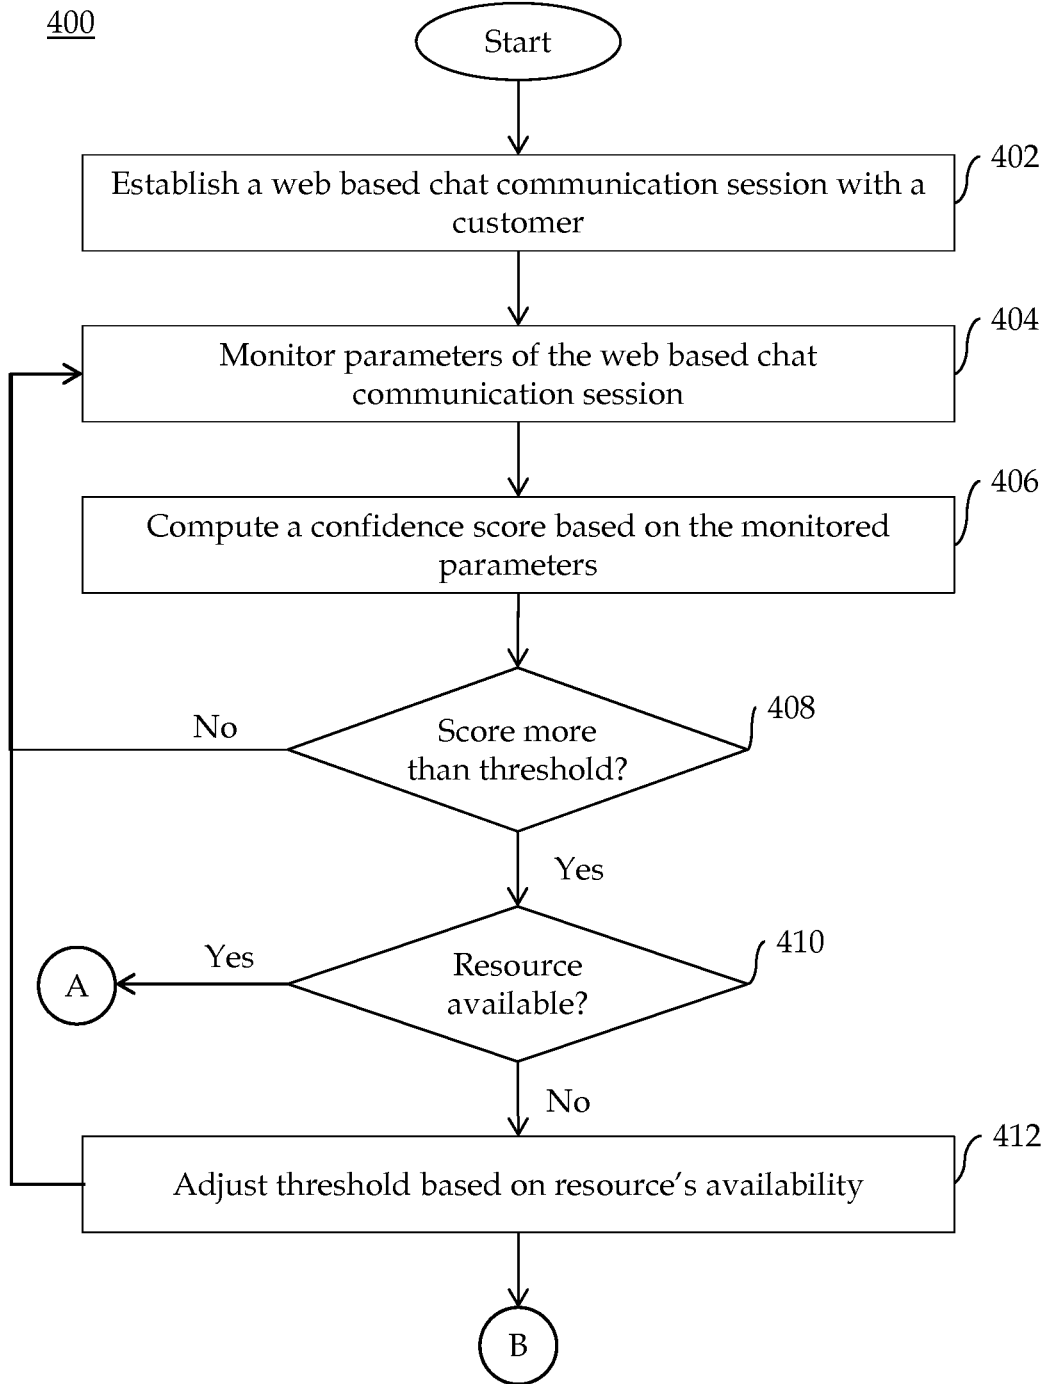 400
Start
402
Establish a web based chat communication session with a
customer
404
Monitor parameters of the web based chat
communication session
406
Compute a confidence score based on the monitored
parameters
408
No
Score more
than threshold?
Yes
410
Yes
A
Resource
available?
No
412
Adjust threshold based on resource's availability
B